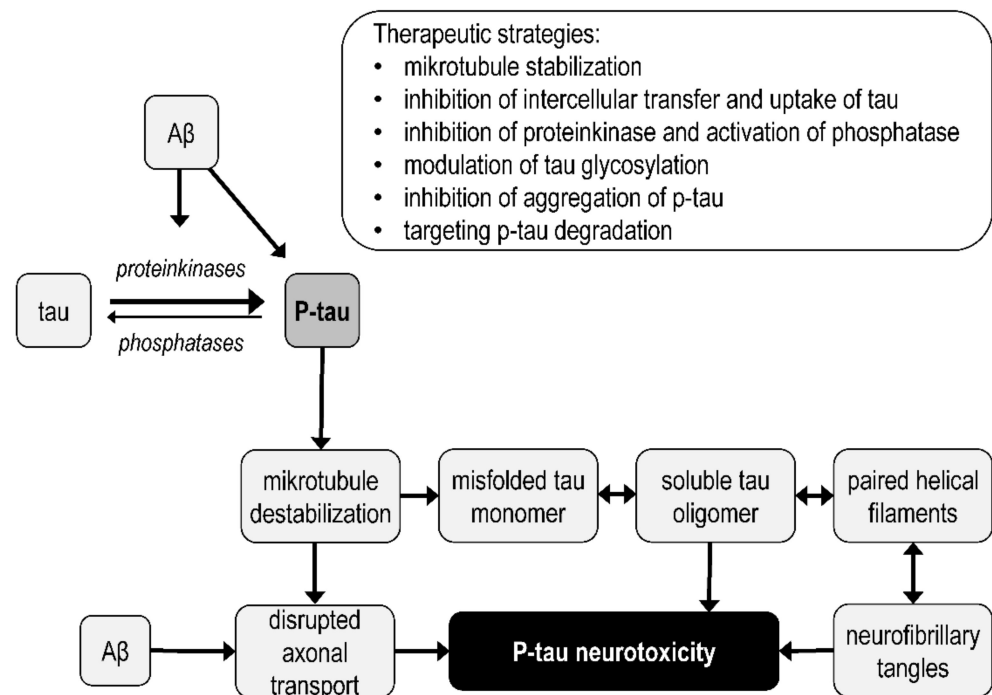 Therapeutic strategies:
• mikrotubule stabilization
• inhibition of intercellular transfer and uptake of tau
• inhibition of proteinkinase and activation of phosphatase
• modulation of tau glycosylation
• inhibition of aggregation of p-tau
• targeting p-tau degradation
Aβ
proteinkinases
tau
P-tau
phosphatases
mikrotubule
destabilization
misfolded tau
monomer
soluble tau
oligomer
paired helical
filaments
Aβ
disrupted
axonal
transport
P-tau neurotoxicity
neurofibrillary
tangles